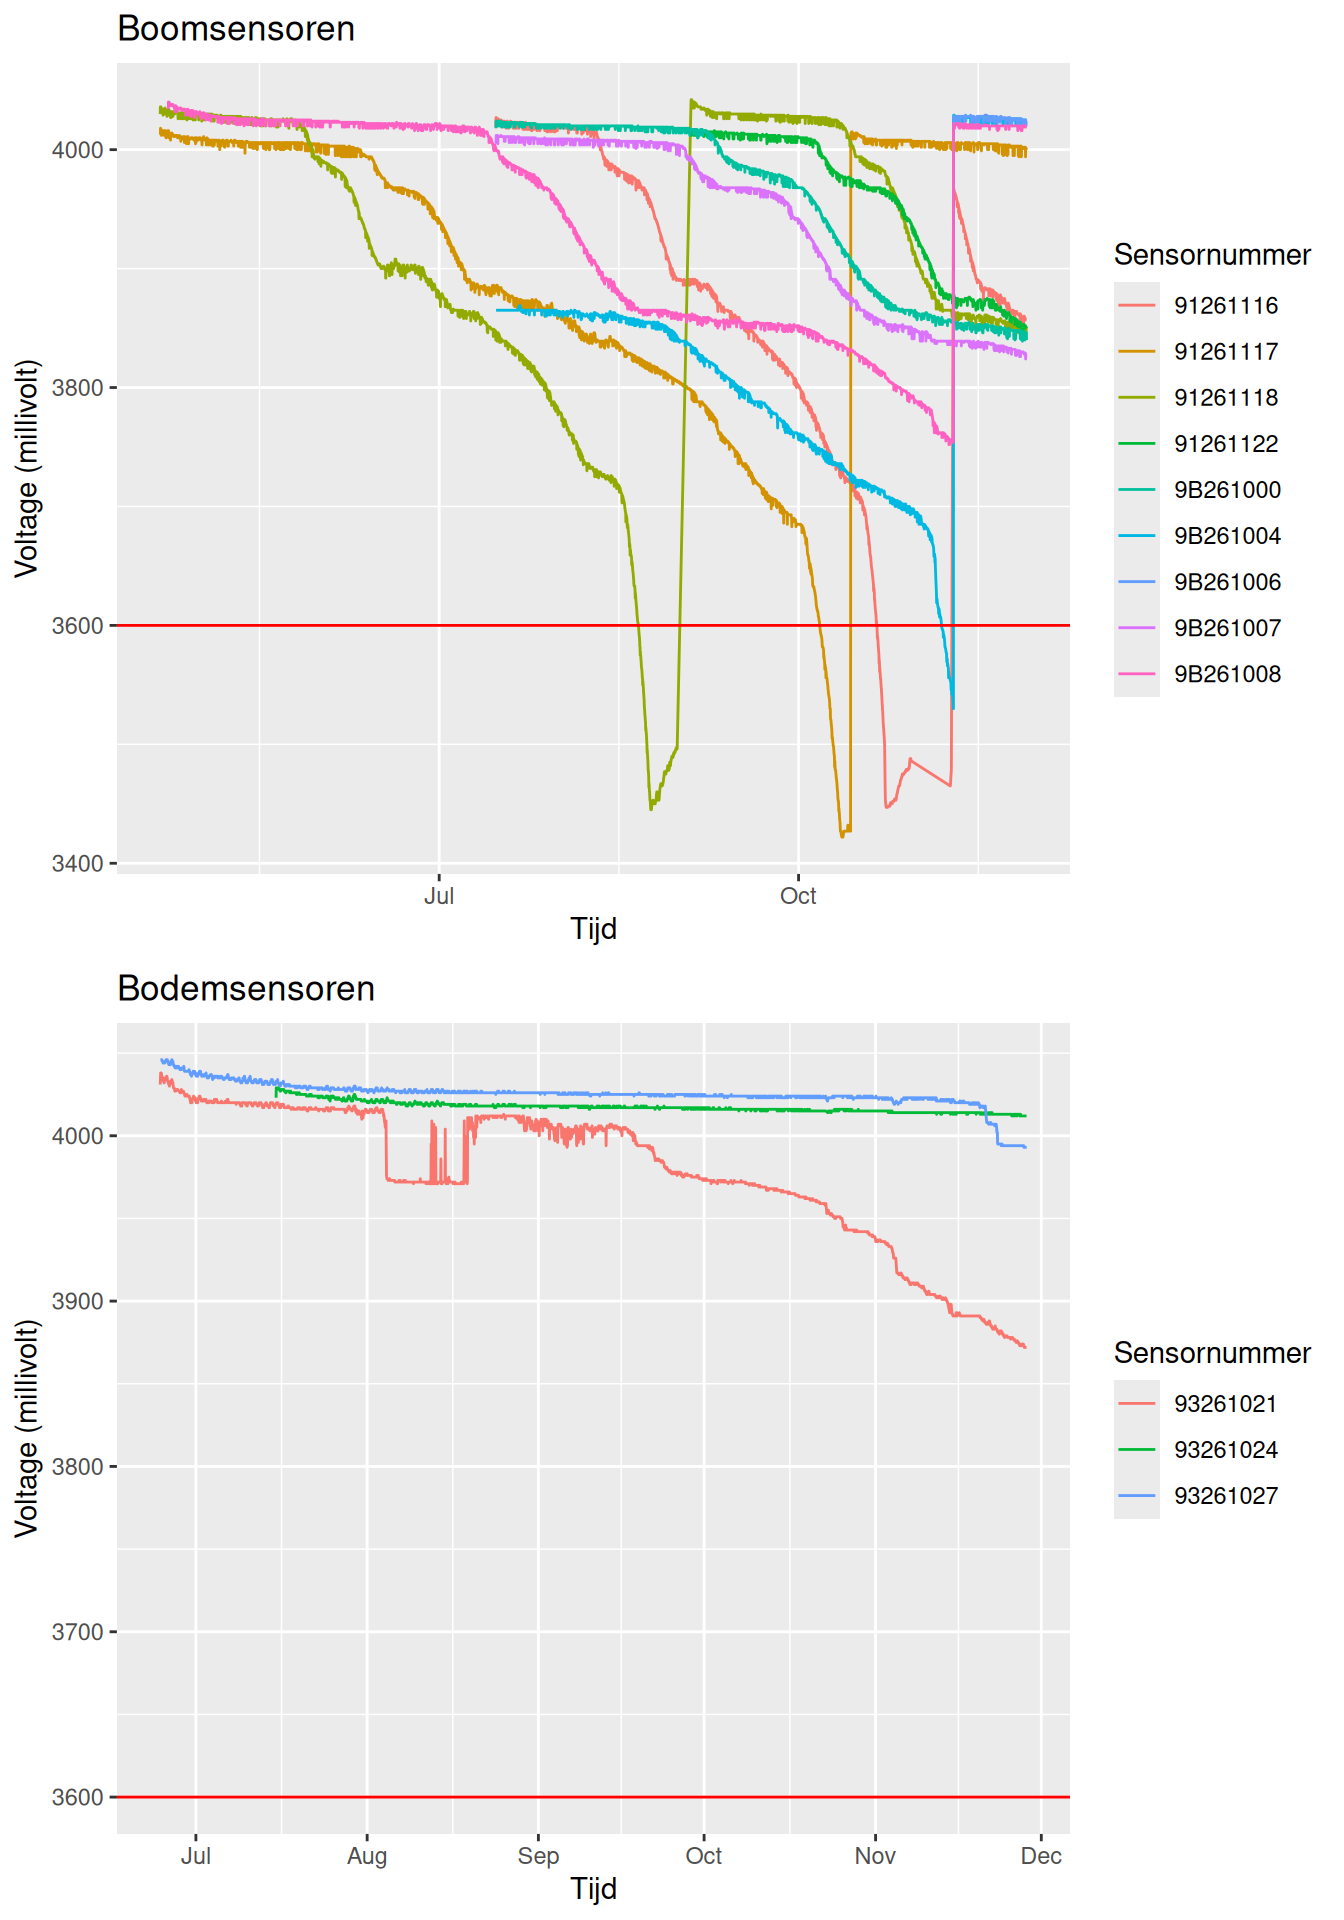 Boomsensoren
Voltage (millivolt)
4000
3800
3600
3400
Jul
Oct
Tijd
Sensornummer
91261116
91261117
91261118
91261122
9B261000
9B261004
9B261006
9B261007
9B261008
Bodemsensoren
Voltage (millivolt)
4000
3900
3800
3700
3600
Jul
Aug
Sep
Oct
Nov
Dec
Tijd
Sensornummer
93261021
93261024
93261027